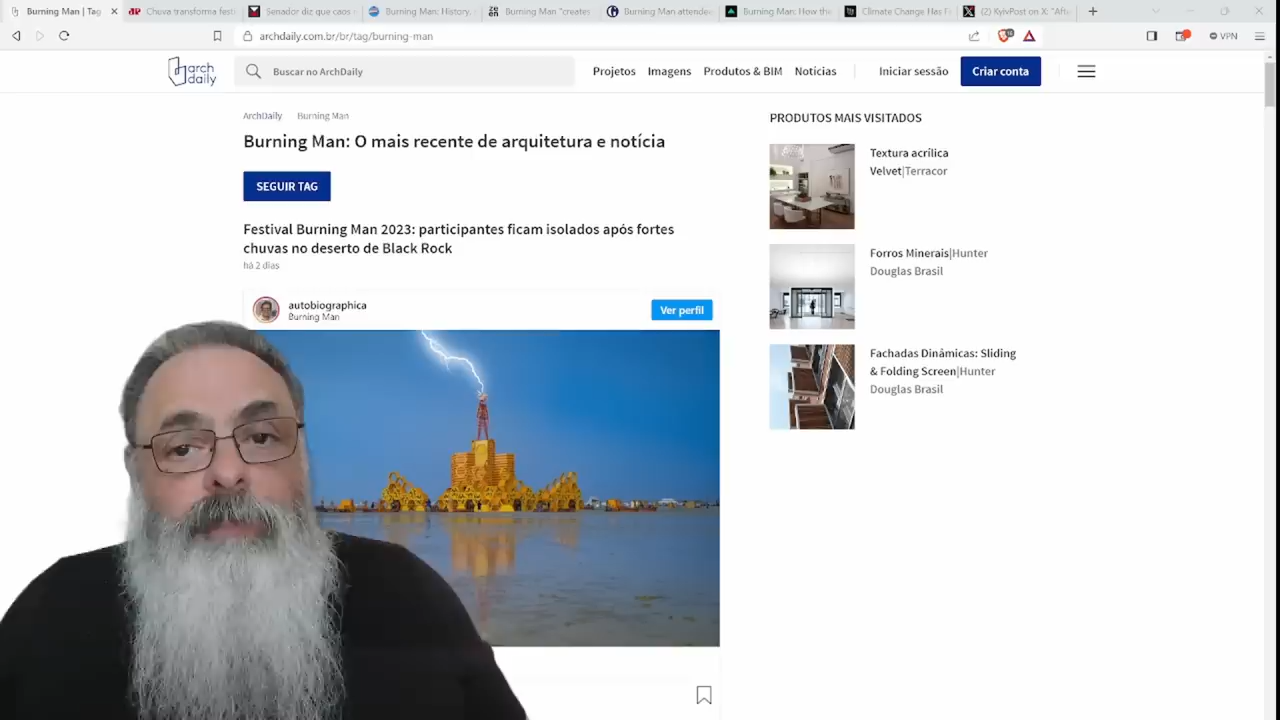 Burning Man | Tag
Chuva transforma fest
Senador diz que caos
Burning Man: History,
Burning Man "creates
Burning Man attendee
Burning Man: How the
Climate Change Has F
(2) KyivPost on X: "Afte
archdaily.com.br/br/tag/burning-man
VPN
arch
daily
Buscar no ArchDaily
Projetos
Imagens
Produtos & BIM
Notícias
Iniciar sessão
Criar conta
ArchDaily
Burning Man
Burning Man: O mais recente de arquitetura e notícia
SEGUIR TAG
Festival Burning Man 2023: participantes ficam isolados após fortes
chuvas no deserto de Black Rock
há 2 dias
autobiographica
Burning Man
Ver perfil
PRODUTOS MAIS VISITADOS
Textura acrílica
Velvet|Terracor
Forros Minerais|Hunter
Douglas Brasil
Fachadas Dinâmicas: Sliding
& Folding Screen|Hunter
Douglas Brasil